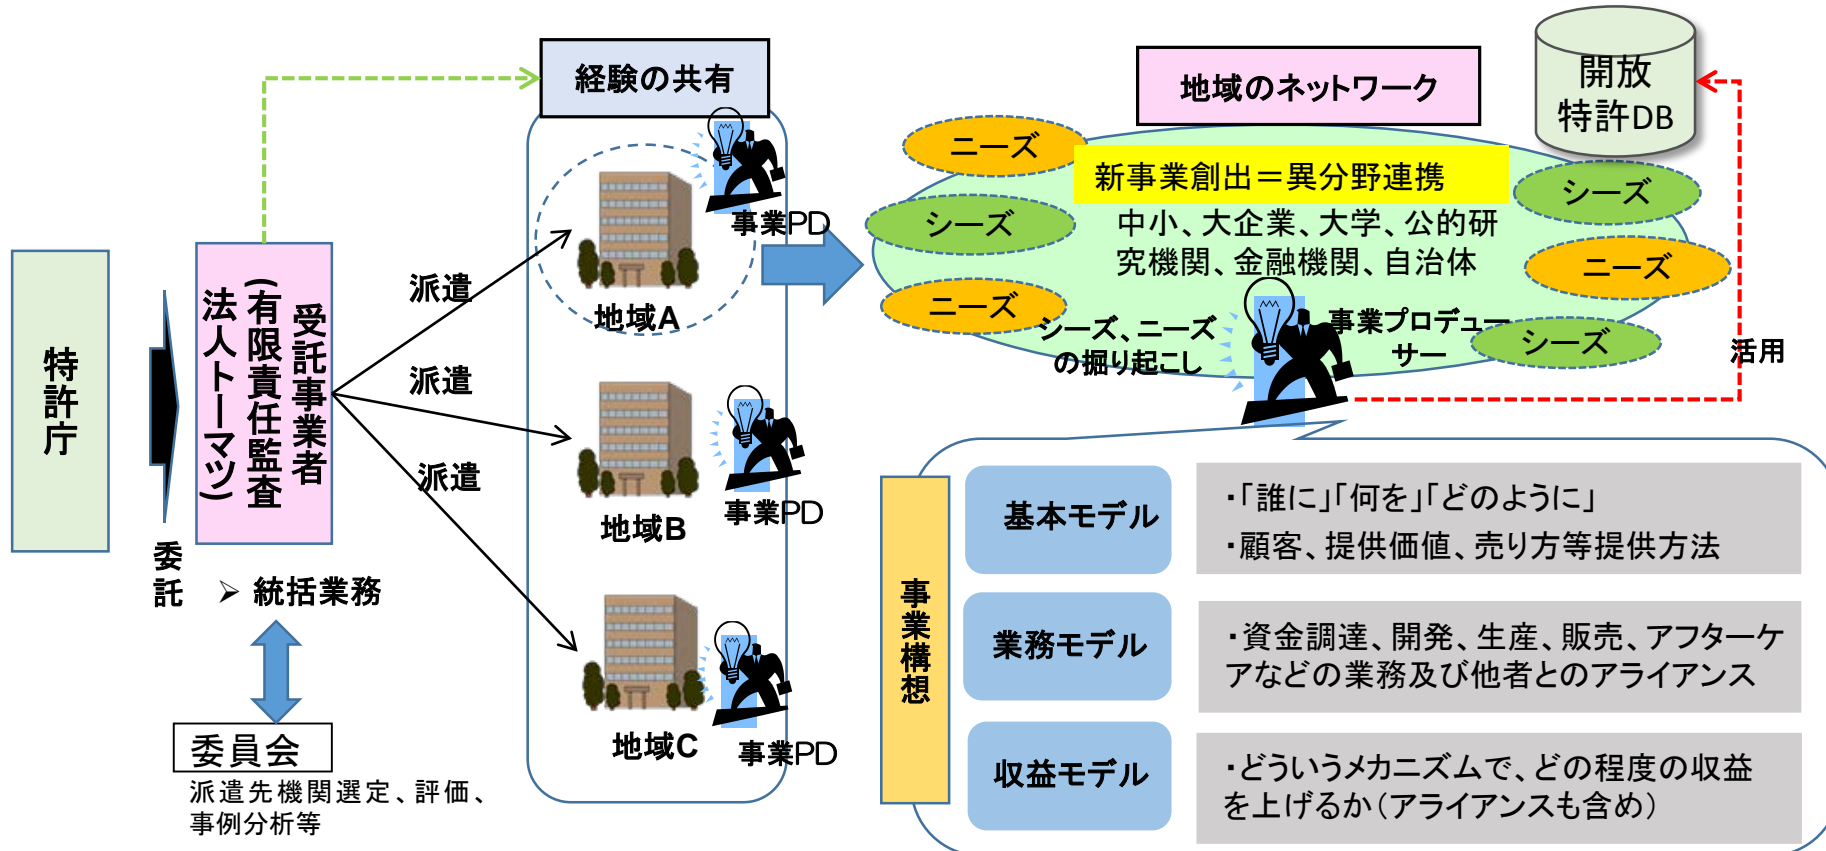 特許庁
委託
受託事業者
(有限責任監査
法人トーマツ)
➢ 統括業務
委員会
派遣先機関選定、評価、
事例分析等
派遣
派遣
派遣
経験の共有
事業PD
地域A
事業PD
地域B
事業PD
地域C
地域のネットワーク
開放
特許DB
ニーズ
シーズ
ニーズ
新事業創出＝異分野連携
中小、大企業、大学、公的研
究機関、金融機関、自治体
シーズ
ニーズ
シーズ
シーズ、ニーズ
の掘り起こし
事業プロデュー
サー
活用
事業構想
基本モデル
・「誰に」「何を」「どのように」
・顧客、提供価値、売り方等提供方法
業務モデル
・資金調達、開発、生産、販売、アフターケ
アなどの業務及び他者とのアライアンス
収益モデル
・どういうメカニズムで、どの程度の収益
を上げるか（アライアンスも含め）